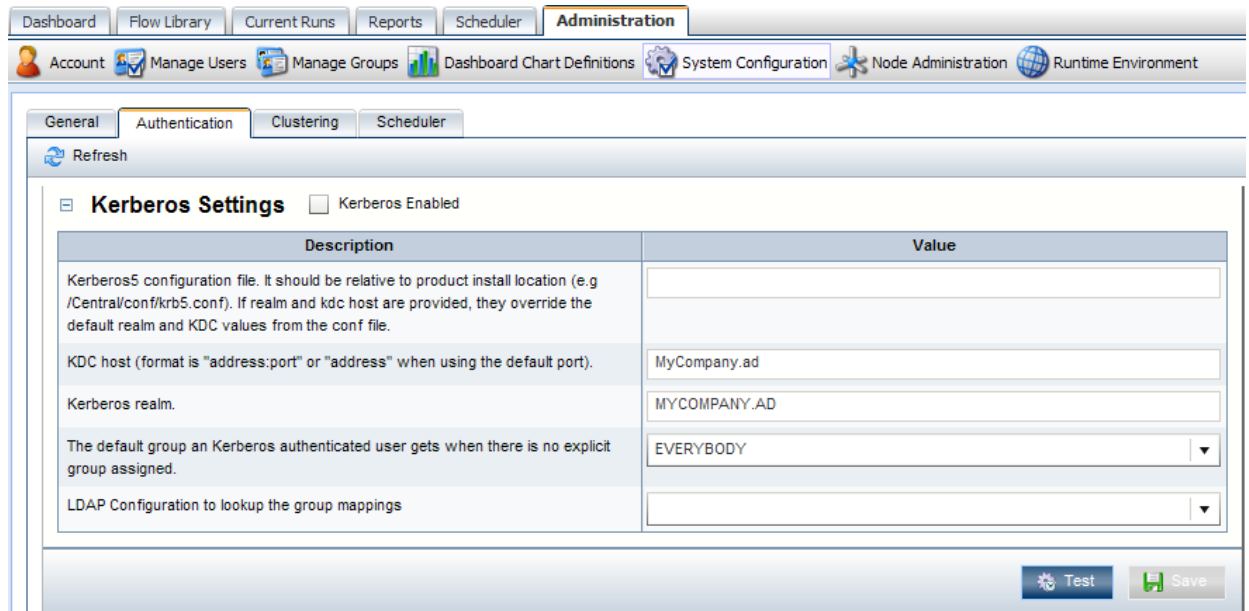 Dashboard Flow Library Current Runs Reports Scheduler Administration
Account Manage Users Manage Groups Dashboard Chart Definitions System Configuration Node Administration Runtime Environment
General Authentication Clustering Scheduler
Refresh
Kerberos Settings Kerberos Enabled
Description Value
Kerberos5 configuration file. It should be relative to product install location (e.g
/Central/conf/krb5.conf). If realm and kdc host are provided, they override the
default realm and KDC values from the conf file.
KDC host (format is "address:port" or "address" when using the default port). MyCompany.ad
Kerberos realm. MYCOMPANY.AD
The default group an Kerberos authenticated user gets when there is no explicit
group assigned.
EVERYBODY
LDAP Configuration to lookup the group mappings
Test Save